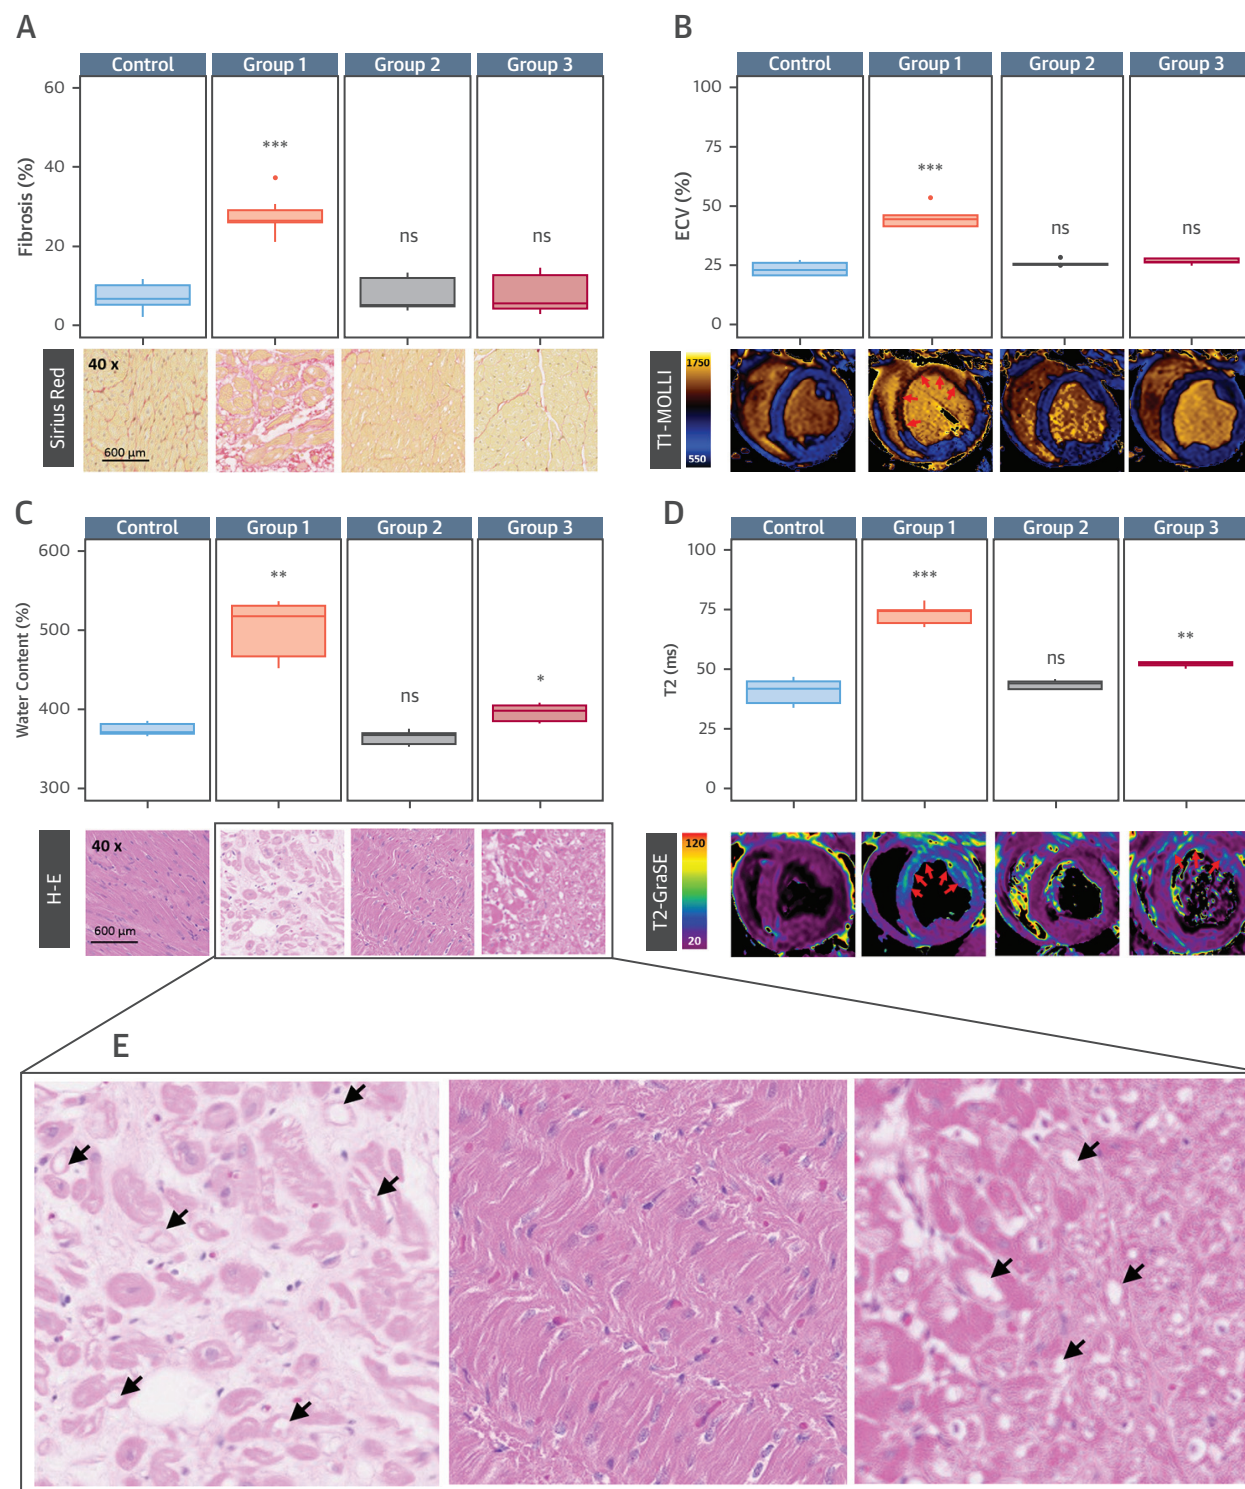 A
Control Group 1 Group 2 Group 3
Fibrosis (%)
60
40
20
0
***
ns
ns
Sirius Red
40 x
600 µm
B
Control Group 1 Group 2 Group 3
ECV (%)
100
75
50
25
0
***
ns
ns
T1-MOLLI
1750
550
C
Control Group 1 Group 2 Group 3
Water Content (%)
600
500
400
300
**
ns
*
H-E
40 x
600 µm
D
Control Group 1 Group 2 Group 3
T2 (ms)
100
75
50
25
0
***
ns
**
T2-GraSE
120
20
E